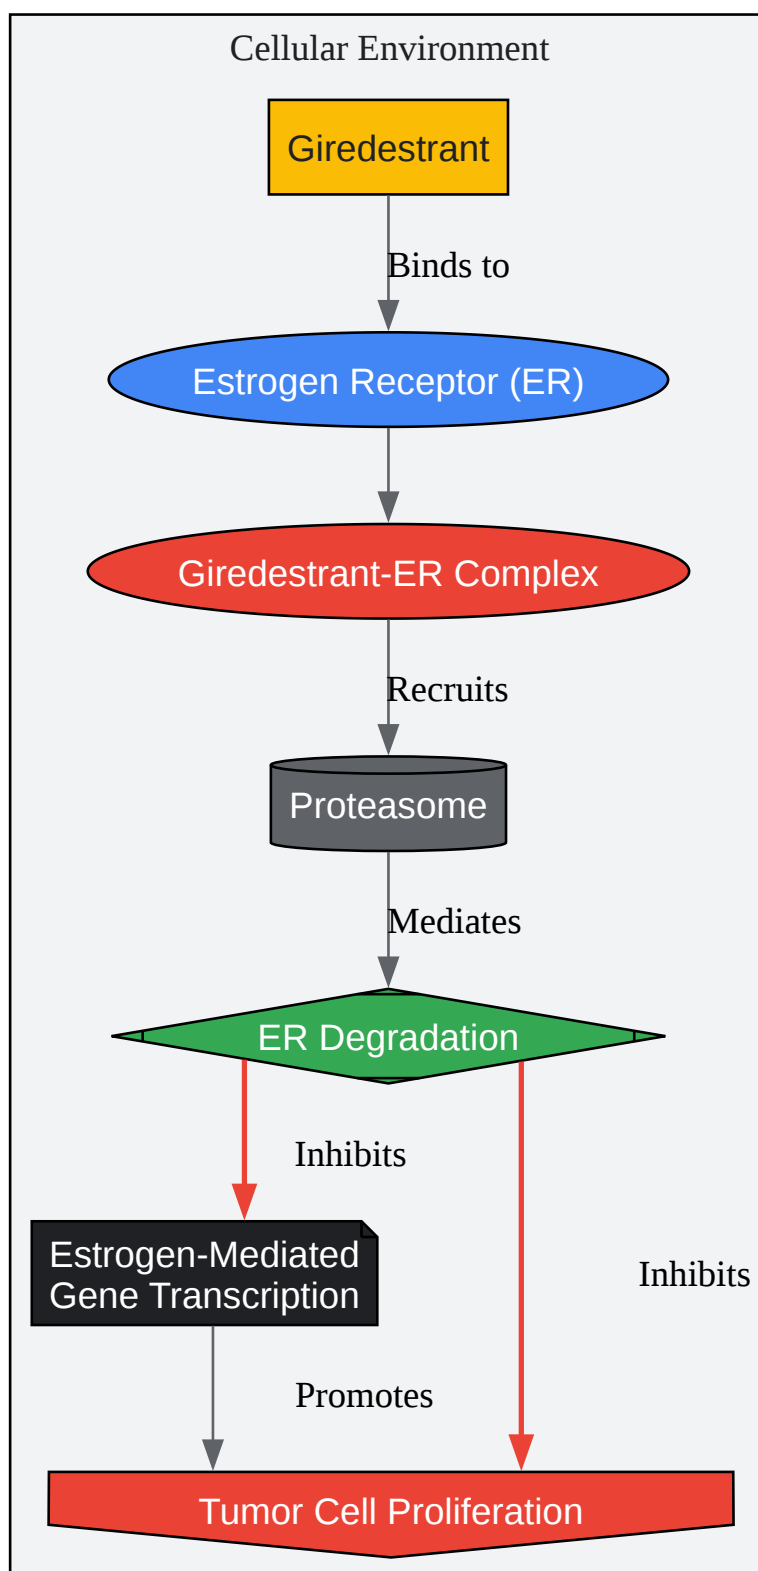 Cellular Environment
Giredestrant
Binds to
Estrogen Receptor (ER)
Giredestrant-ER Complex
Recruits
Proteasome
Mediates
ER Degradation
Inhibits
Estrogen-Mediated
Gene Transcription
Inhibits
Promotes
Tumor Cell Proliferation